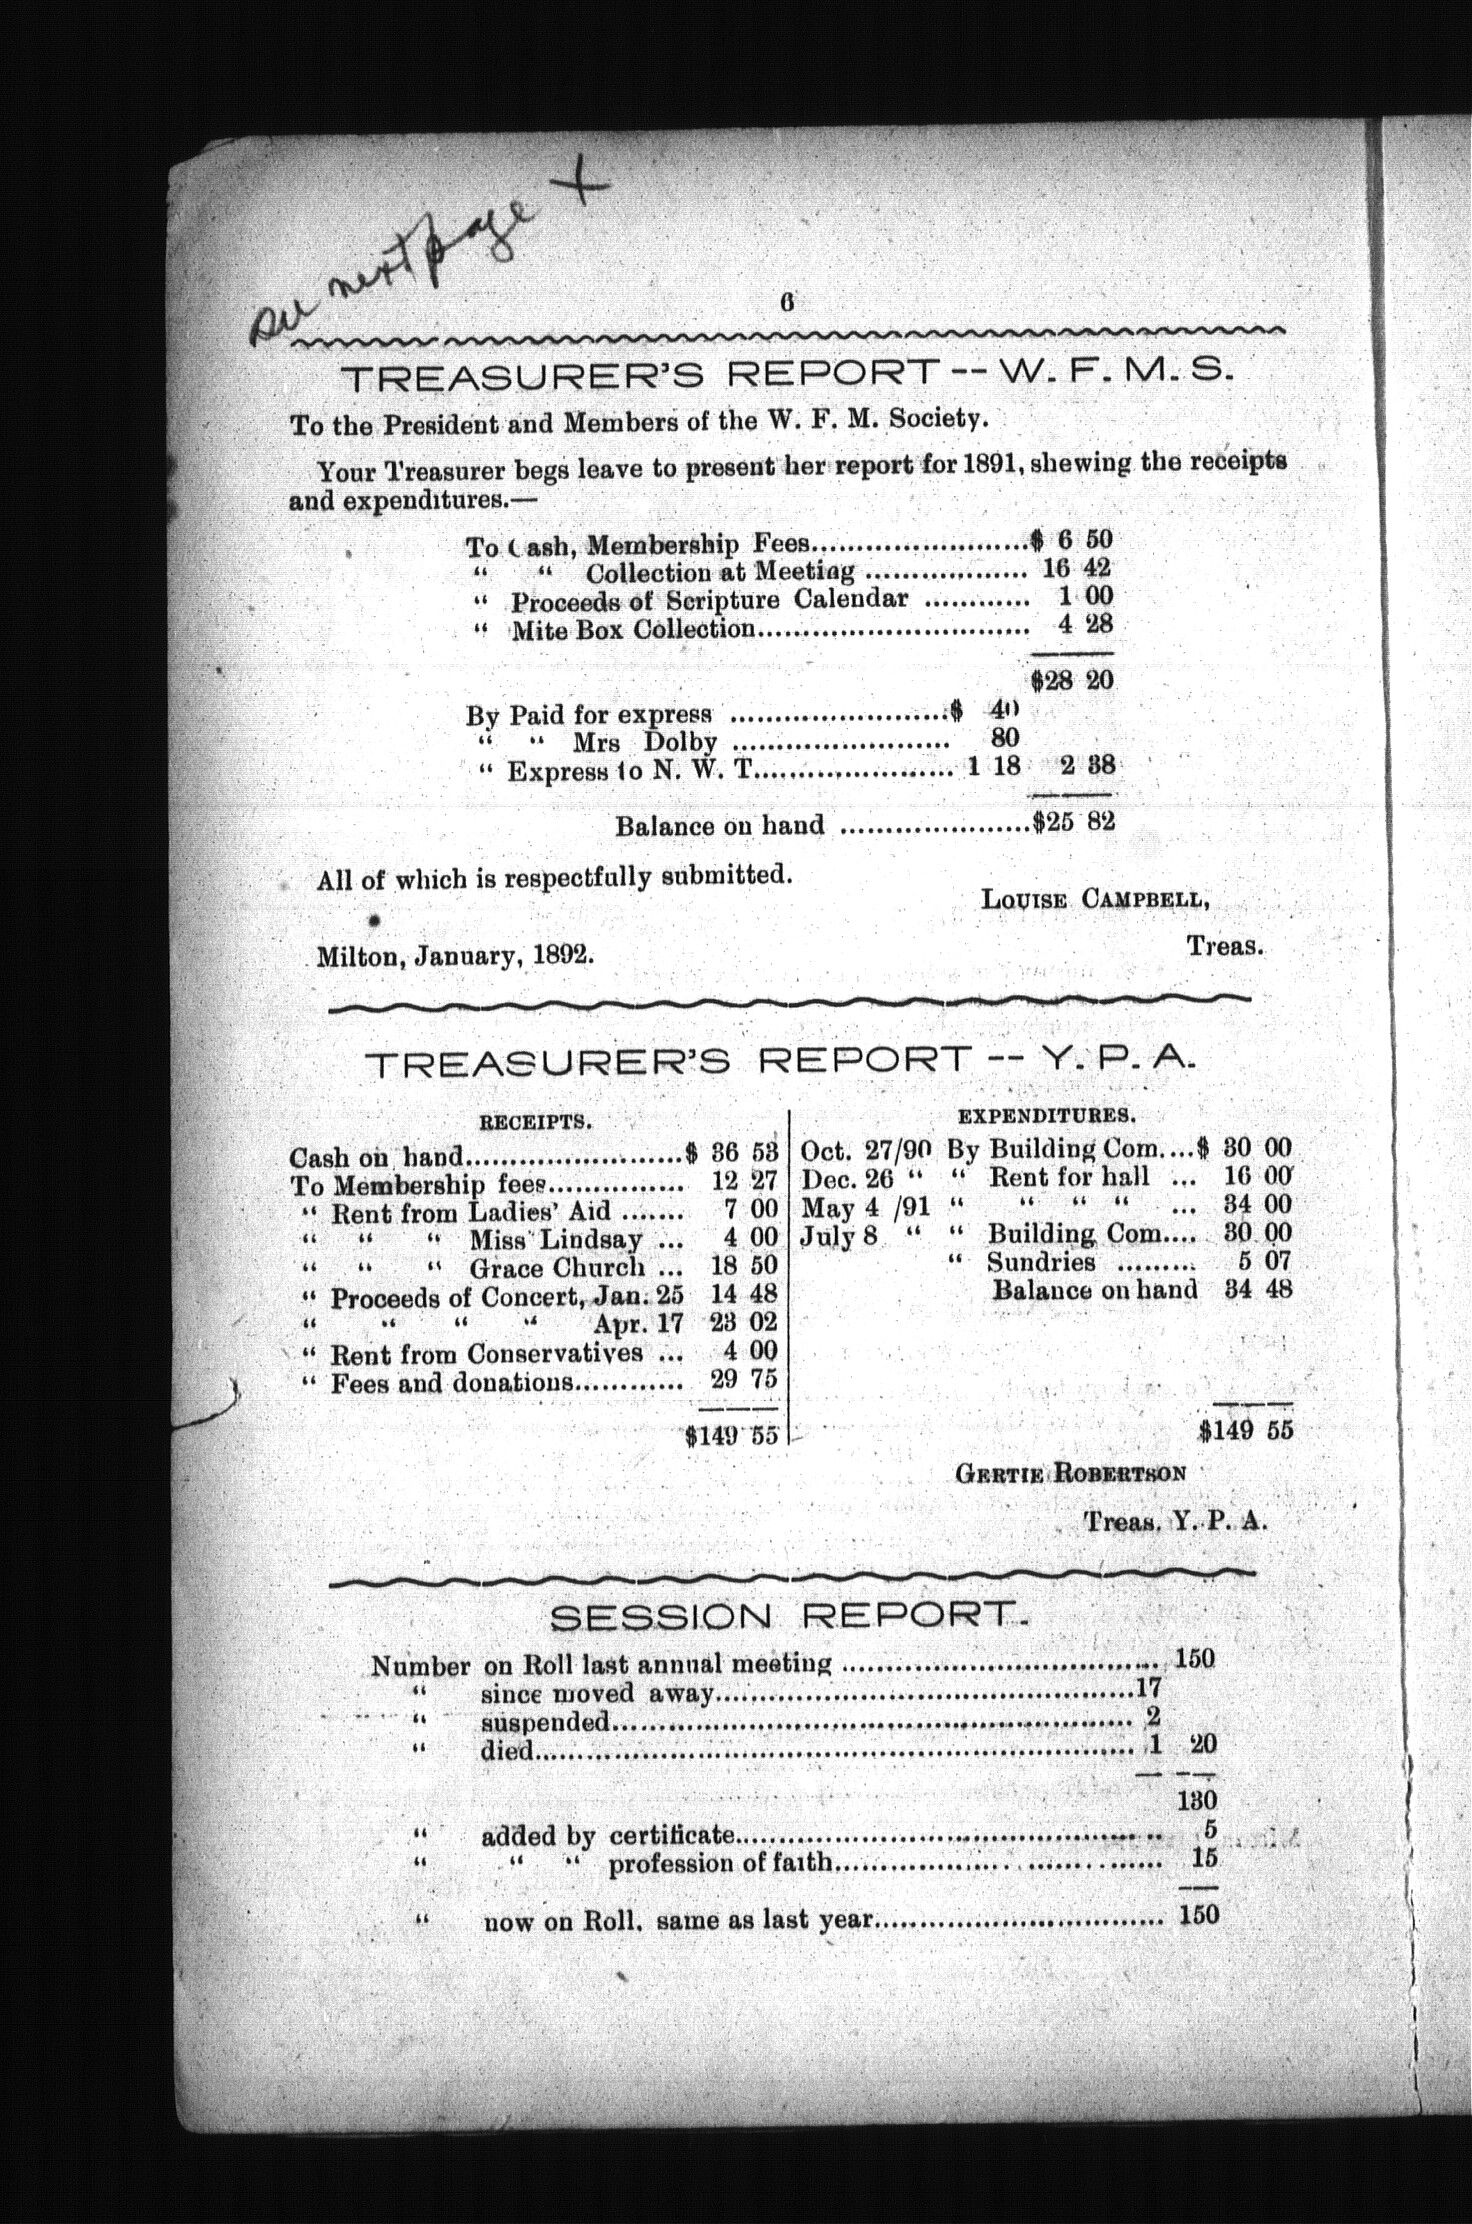 see next page +
6
TREASURER'S REPORT -- W. F. M. S.
To the President and Members of the W. F. M. Society.
Your Treasurer begs leave to present her report for 1891, shewing the receipts
and expenditures.—
To Cash, Membership Fees........................$ 6 50
“ “ Collection at Meeting .................. 16 42
“ Proceeds of Scripture Calendar ............ 1 00
“ Mite Box Collection.............................. 4 28
$28 20
By Paid for express ........................$ 40
“ “ Mrs Dolby ........................ 80
“ Express to N. W. T...................... 1 18 2 38
Balance on hand .....................$25 82
All of which is respectfully submitted.
LOUISE CAMPBELL,
Treas.
Milton, January, 1892.
TREASURER'S REPORT -- Y. P. A.
RECEIPTS.
Cash on hand........................$ 36 53
To Membership fees............... 12 27
“ Rent from Ladies' Aid ....... 7 00
“ “ “ Miss Lindsay ... 4 00
“ “ “ Grace Church ... 18 50
“ Proceeds of Concert, Jan. 25 14 48
“ “ “ “ Apr. 17 23 02
“ Rent from Conservatives ... 4 00
“ Fees and donations............ 29 75
$149 55
EXPENDITURES.
Oct. 27/90 By Building Com....$ 30 00
Dec. 26 “ “ Rent for hall ... 16 00
May 4 /91 “ “ “ “ ... 34 00
July 8 “ “ Building Com.... 30 00
“ Sundries ......... 5 07
Balance on hand 34 48
$149 55
GERTIE ROBERTSON
Treas. Y. P. A.
SESSION REPORT.
Number on Roll last annual meeting .................................. 150
“ since moved away..............................................17
“ suspended......................................................... 2
“ died.................................................................. 1 20
130
“ added by certificate............................................... 5
“ “ “ profession of faith.................................... 15
“ now on Roll, same as last year................................ 150